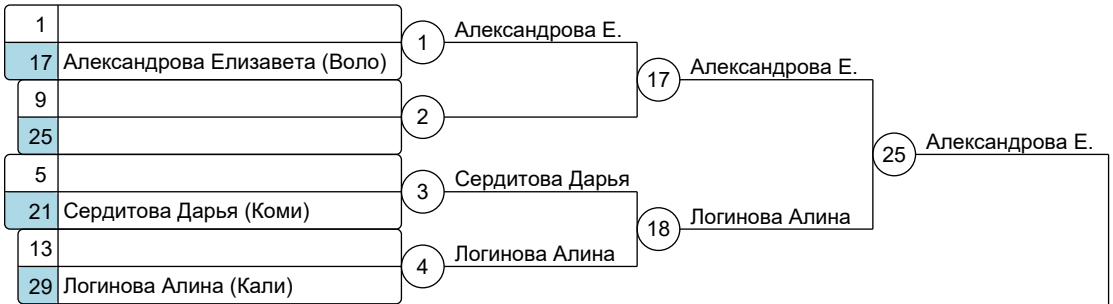 1
1
Александрова Е.
17 Александрова Елизавета (Воло)
17
Александрова Е.
9
2
25
25
Александрова Е.
5
3
Сердитова Дарья
21 Сердитова Дарья (Коми)
18
Логинова Алина
13
4
Логинова Алина
29 Логинова Алина (Кали)